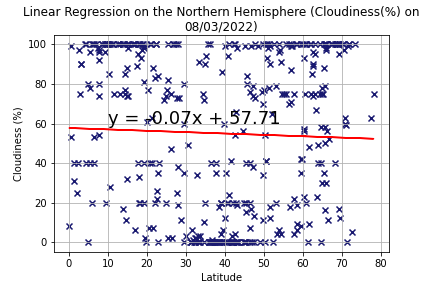 Linear Regression on the Northern Hemisphere (Cloudiness(%) on
08/03/2022)
100
80
60
40
20
0
y = -0.07x + 57.71
Cloudiness (%)
0 10 20 30 40 50 60 70 80
Latitude